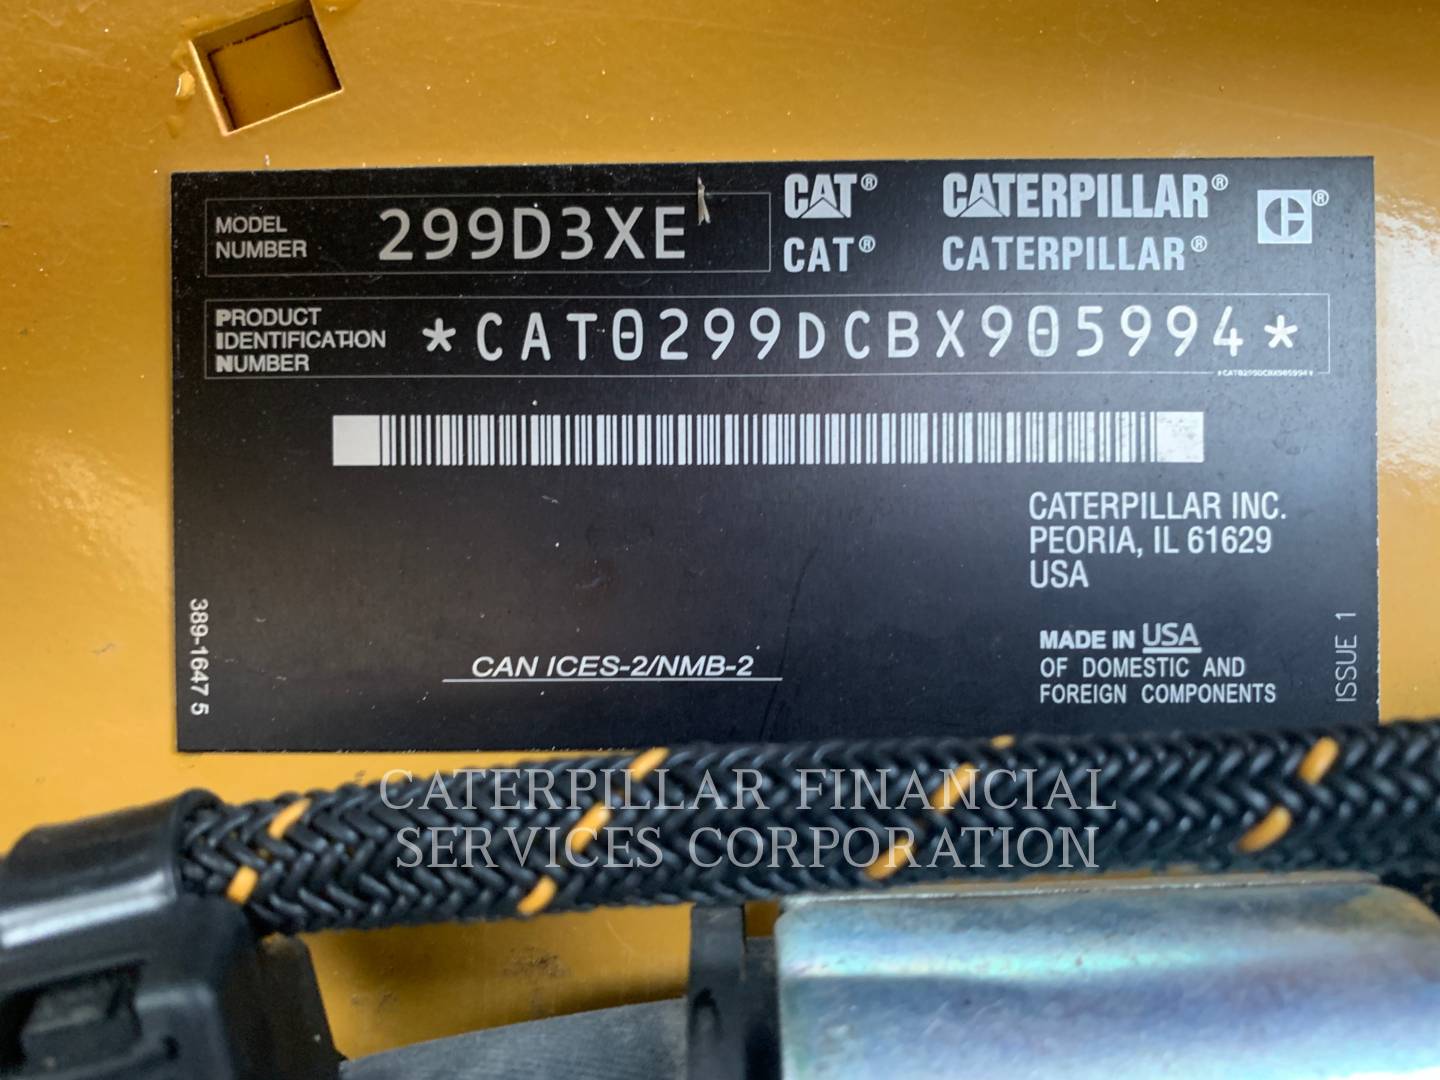 MODEL
NUMBER
299D3XE
CAT® CATERPILLAR® ®
CAT® CATERPILLAR®
PRODUCT
IDENTIFICATION
NUMBER
*CAT0299DCBX905994*
*CAT0299DCBX905994*
CATERPILLAR INC.
PEORIA, IL 61629
USA
389-1647 5
CAN ICES-2/NMB-2
MADE IN USA
OF DOMESTIC AND
FOREIGN COMPONENTS
ISSUE 1
CATERPILLAR FINANCIAL
SERVICES CORPORATION